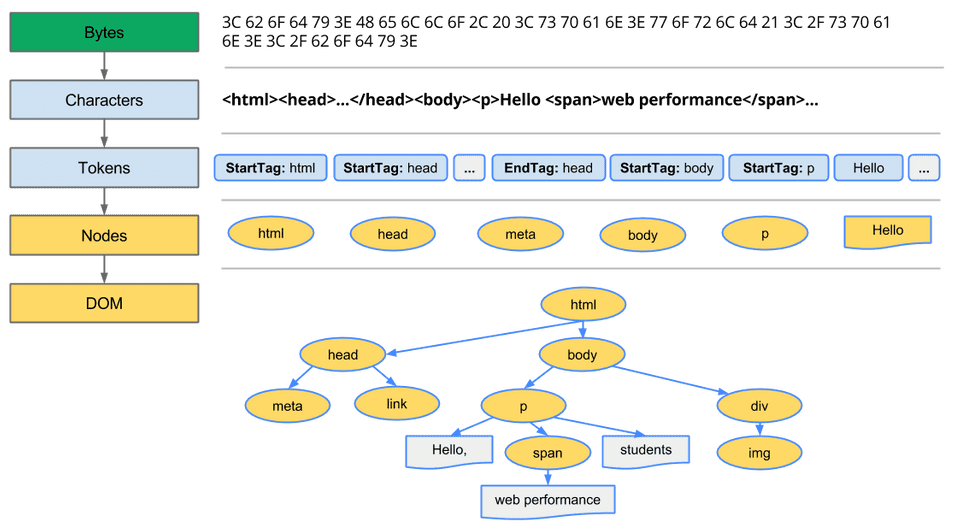 Bytes
3C 62 6F 64 79 3E 48 65 6C 6C 6F 2C 20 3C 73 70 61 6E 3E 77 6F 72 6C 64 21 3C 2F 73 70 61
6E 3E 3C 2F 62 6F 64 79 3E
Characters
<html><head>...</head><body><p>Hello <span>web performance</span>...
Tokens
StartTag: html
StartTag: head
...
EndTag: head
StartTag: body
StartTag: p
Hello
...
Nodes
html
head
meta
body
p
Hello
DOM
html
head
body
meta
link
p
div
Hello,
span
students
img
web performance